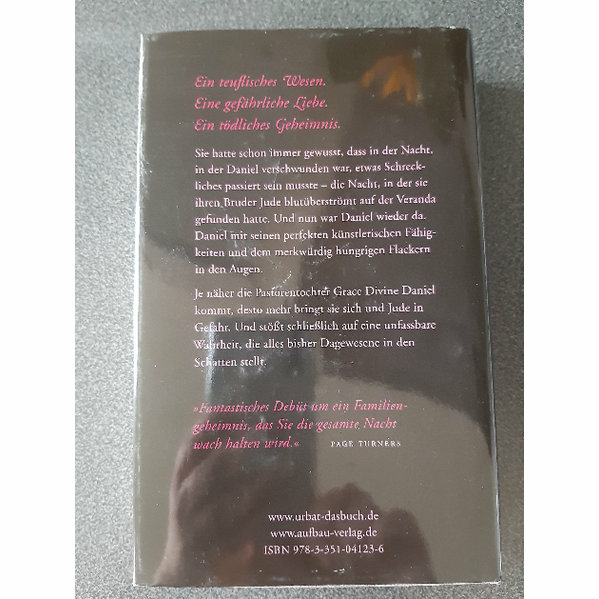 Ein teuflisches Wesen.
Eine gefährliche Liebe.
Ein tödliches Geheimnis.
Sie hatte schon immer gewusst, dass in der Nacht,
in der Daniel verschwunden war, etwas Schreck-
liches passiert sein musste – die Nacht, in der sie
ihren Bruder Jude blutüberströmt auf der Veranda
gefunden hatte. Und nun war Daniel wieder da.
Daniel mit seinen perfekten künstlerischen Fähig-
keiten und dem merkwürdig hungrigen Flackern
in den Augen.
Je näher die Pastorentochter Grace Divine Daniel
kommt, desto mehr bringt sie sich und Jude in
Gefahr. Und stößt schließlich auf eine unfassbare
Wahrheit, die alles bisher Dagewesene in den
Schatten stellt.
»Fantastisches Debüt um ein Familien-
geheimnis, das Sie die gesamte Nacht
wach halten wird.« PAGE TURNERS
www.urbat-dasbuch.de
www.aufbau-verlag.de
ISBN 978-3-351-04123-6